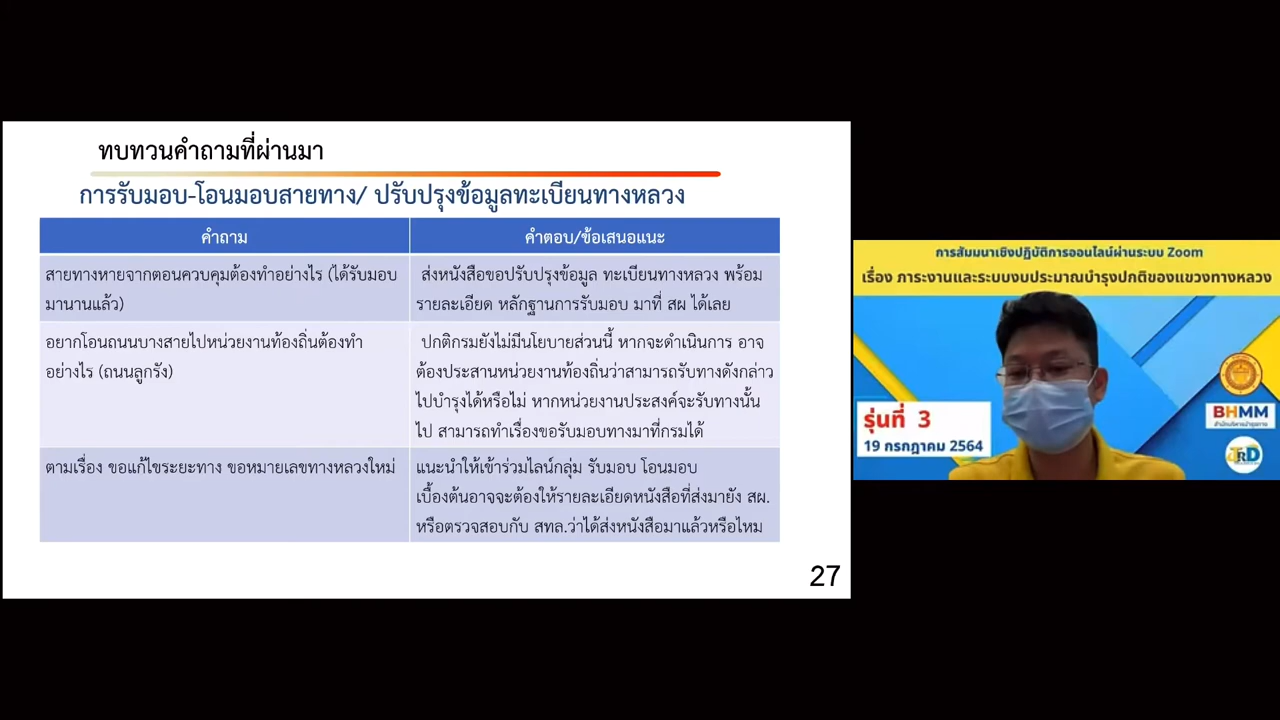 ทบทวนคำถามที่ผ่านมา
การรับมอบ-โอนมอบสายทาง/ ปรับปรุงข้อมูลทะเบียนทางหลวง
คำถาม
คำตอบ/ข้อเสนอแนะ
สายทางหายจากตอนควบคุมต้องทำอย่างไร (ได้รับมอบ
มานานแล้ว)
ส่งหนังสือขอปรับปรุงข้อมูล ทะเบียนทางหลวง พร้อม
รายละเอียด หลักฐานการรับมอบ มาที่ สผ ได้เลย
อยากโอนถนนบางสายไปหน่วยงานท้องถิ่นต้องทำ
อย่างไร (ถนนลูกรัง)
ปกติกรมยังไม่มีนโยบายส่วนนี้ หากจะดำเนินการ อาจ
ต้องประสานหน่วยงานท้องถิ่นว่าสามารถรับทางดังกล่าว
ไปบำรุงได้หรือไม่ หากหน่วยงานประสงค์จะรับทางนั้น
ไป สามารถทำเรื่องขอรับมอบทางมาที่กรมได้
ตามเรื่อง ขอแก้ไขระยะทาง ขอหมายเลขทางหลวงใหม่
แนะนำให้เข้าร่วมไลน์กลุ่ม รับมอบ โอนมอบ
เบื้องต้นอาจจะต้องให้รายละเอียดหนังสือที่ส่งมายัง สผ.
หรือตรวจสอบกับ สทล.ว่าได้ส่งหนังสือมาแล้วหรือไหม
27
การสัมมนาเชิงปฏิบัติการออนไลน์ผ่านระบบ Zoom
เรื่อง ภาระงานและระบบงบประมาณบำรุงปกติของแขวงทางหลวง
รุ่นที่ 3
19 กรกฎาคม 2564
BHMM
สำนักบริหารบำรุงทาง